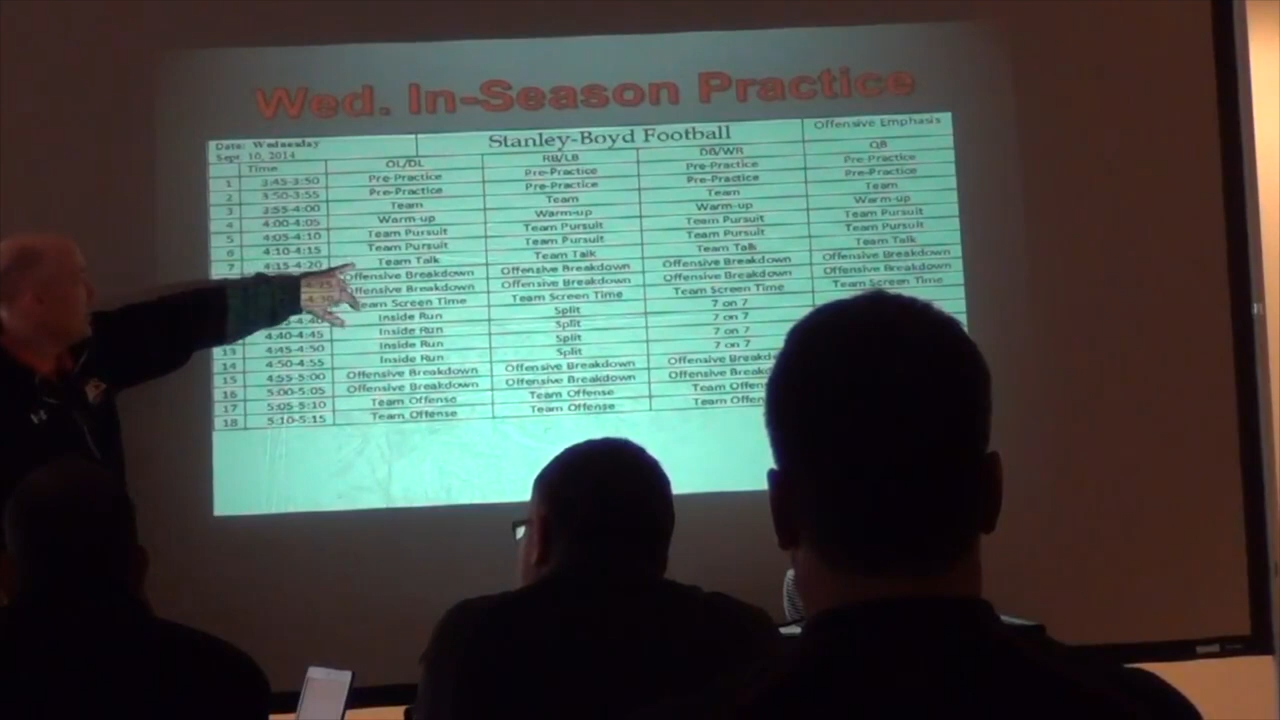 Wed. In-Season Practice
Date: Wednesday Stanley-Boyd Football Offensive Emphasis
Sept. 10, 2014
Time OL/DL RB/LB DB/WR QB
1 3:45-3:50 Pre-Practice Pre-Practice Pre-Practice Pre-Practice
2 3:50-3:55 Pre-Practice Pre-Practice Pre-Practice Pre-Practice
3 3:55-4:00 Team Team Team Team
4 4:00-4:05 Warm-up Warm-up Warm-up Warm-up
5 4:05-4:10 Team Pursuit Team Pursuit Team Pursuit Team Pursuit
6 4:10-4:15 Team Pursuit Team Pursuit Team Pursuit Team Pursuit
7 4:15-4:20 Team Talk Team Talk Team Talk Team Talk
Offensive Breakdown Offensive Breakdown Offensive Breakdown Offensive Breakdown
Offensive Breakdown Offensive Breakdown Offensive Breakdown Offensive Breakdown
Team Screen Time Team Screen Time Team Screen Time Team Screen Time
Inside Run Split 7 on 7
4:40-4:45 Inside Run Split 7 on 7
13 4:45-4:50 Inside Run Split 7 on 7
14 4:50-4:55 Inside Run Split 7 on 7
15 4:55-5:00 Offensive Breakdown Offensive Breakdown Offensive
16 5:00-5:05 Offensive Breakdown Offensive Breakdown Offensive
17 5:05-5:10 Team Offense Team Offense Team
18 5:10-5:15 Team Offense Team Offense Team